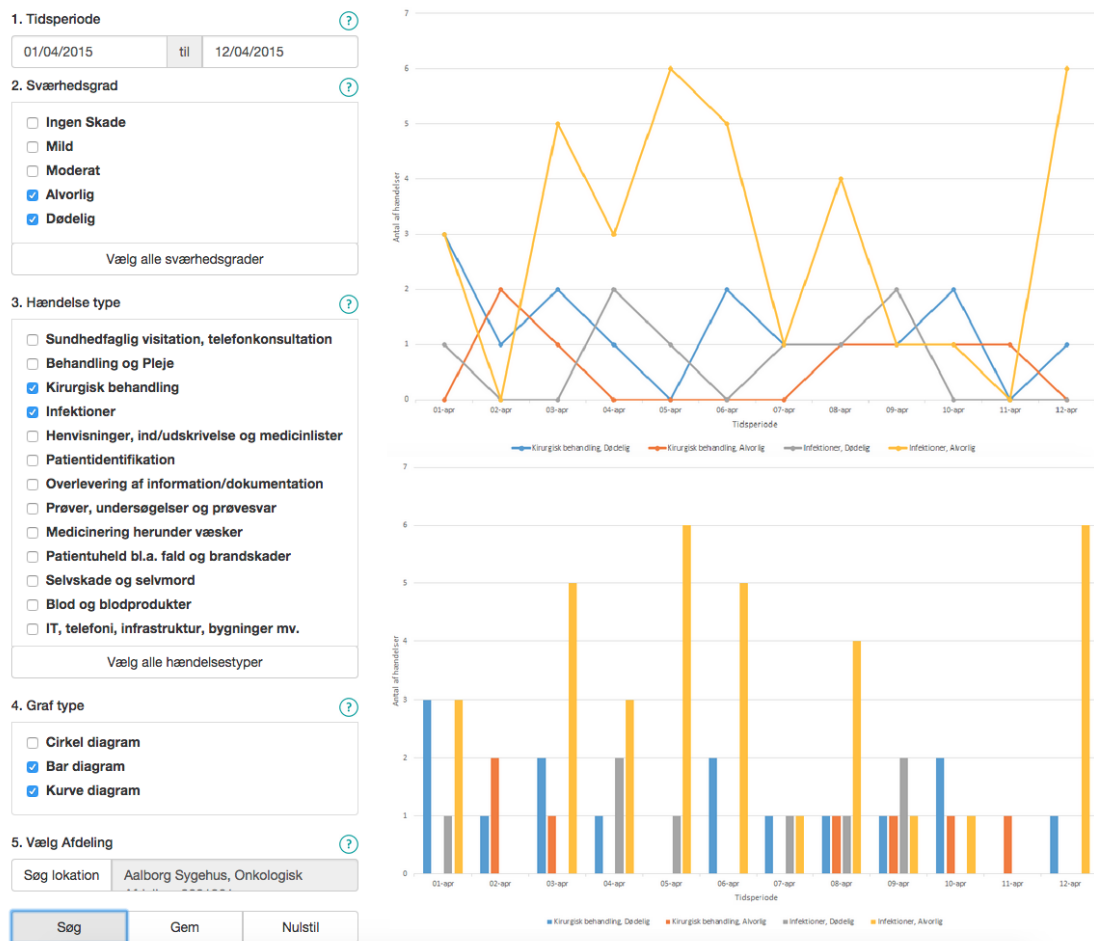 1. Tidsperiode
?
01/04/2015 til 12/04/2015
2. Sværhedsgrad
?
Ingen Skade
Mild
Moderat
Alvorlig
Dødelig
Vælg alle sværhedsgrader
3. Hændelse type
?
Sundhedfaglig visitation, telefonkonsultation
Behandling og Pleje
Kirurgisk behandling
Infektioner
Henvisninger, ind/udskrivelse og medicinlister
Patientidentifikation
Overlevering af information/dokumentation
Prøver, undersøgelser og prøvesvar
Medicinering herunder væsker
Patientuheld bl.a. fald og brandskader
Selvskade og selvmord
Blod og blodprodukter
IT, telefoni, infrastruktur, bygninger mv.
Vælg alle hændelsestyper
4. Graf type
?
Cirkel diagram
Bar diagram
Kurve diagram
5. Vælg Afdeling
?
Søg lokation Aalborg Sygehus, Onkologisk
Søg Gem Nulstil
7
6
5
4
3
2
1
0
Antal af hændelser
01-apr 02-apr 03-apr 04-apr 05-apr 06-apr 07-apr 08-apr 09-apr 10-apr 11-apr 12-apr
Tidsperiode
Kirurgisk behandling, Dødelig Kirurgisk behandling, Alvorlig Infektioner, Dødelig Infektioner, Alvorlig
7
6
5
4
3
2
1
0
Antal af hændelser
01-apr 02-apr 03-apr 04-apr 05-apr 06-apr 07-apr 08-apr 09-apr 10-apr 11-apr 12-apr
Tidsperiode
Kirurgisk behandling, Dødelig Kirurgisk behandling, Alvorlig Infektioner, Dødelig Infektioner, Alvorlig